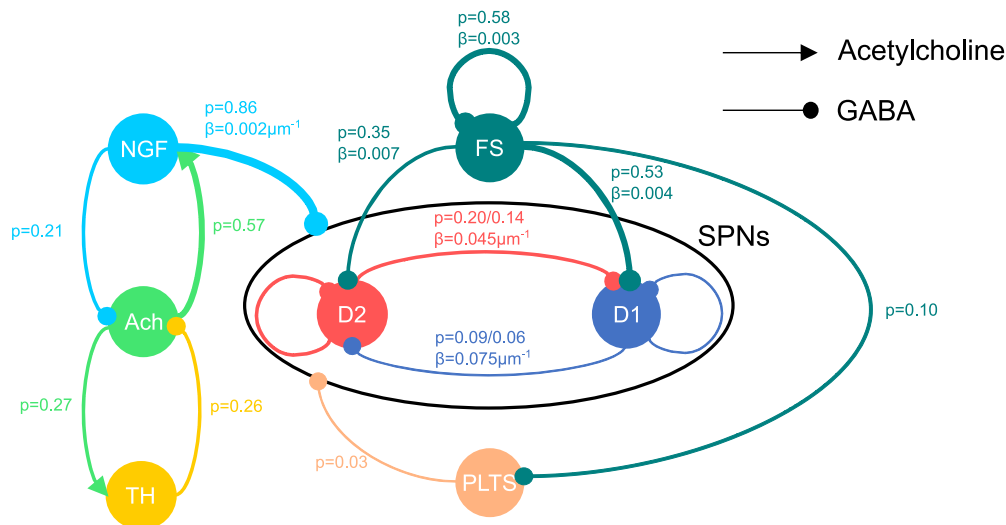 p=0.58
β=0.003
Acetylcholine
GABA
p=0.86
β=0.002μm⁻¹
NGF
p=0.35
β=0.007
FS
p=0.53
β=0.004
p=0.21
p=0.57
p=0.20/0.14
β=0.045μm⁻¹
SPNs
Ach
D2
D1
p=0.10
p=0.09/0.06
β=0.075μm⁻¹
p=0.27
p=0.26
p=0.03
TH
PLTS